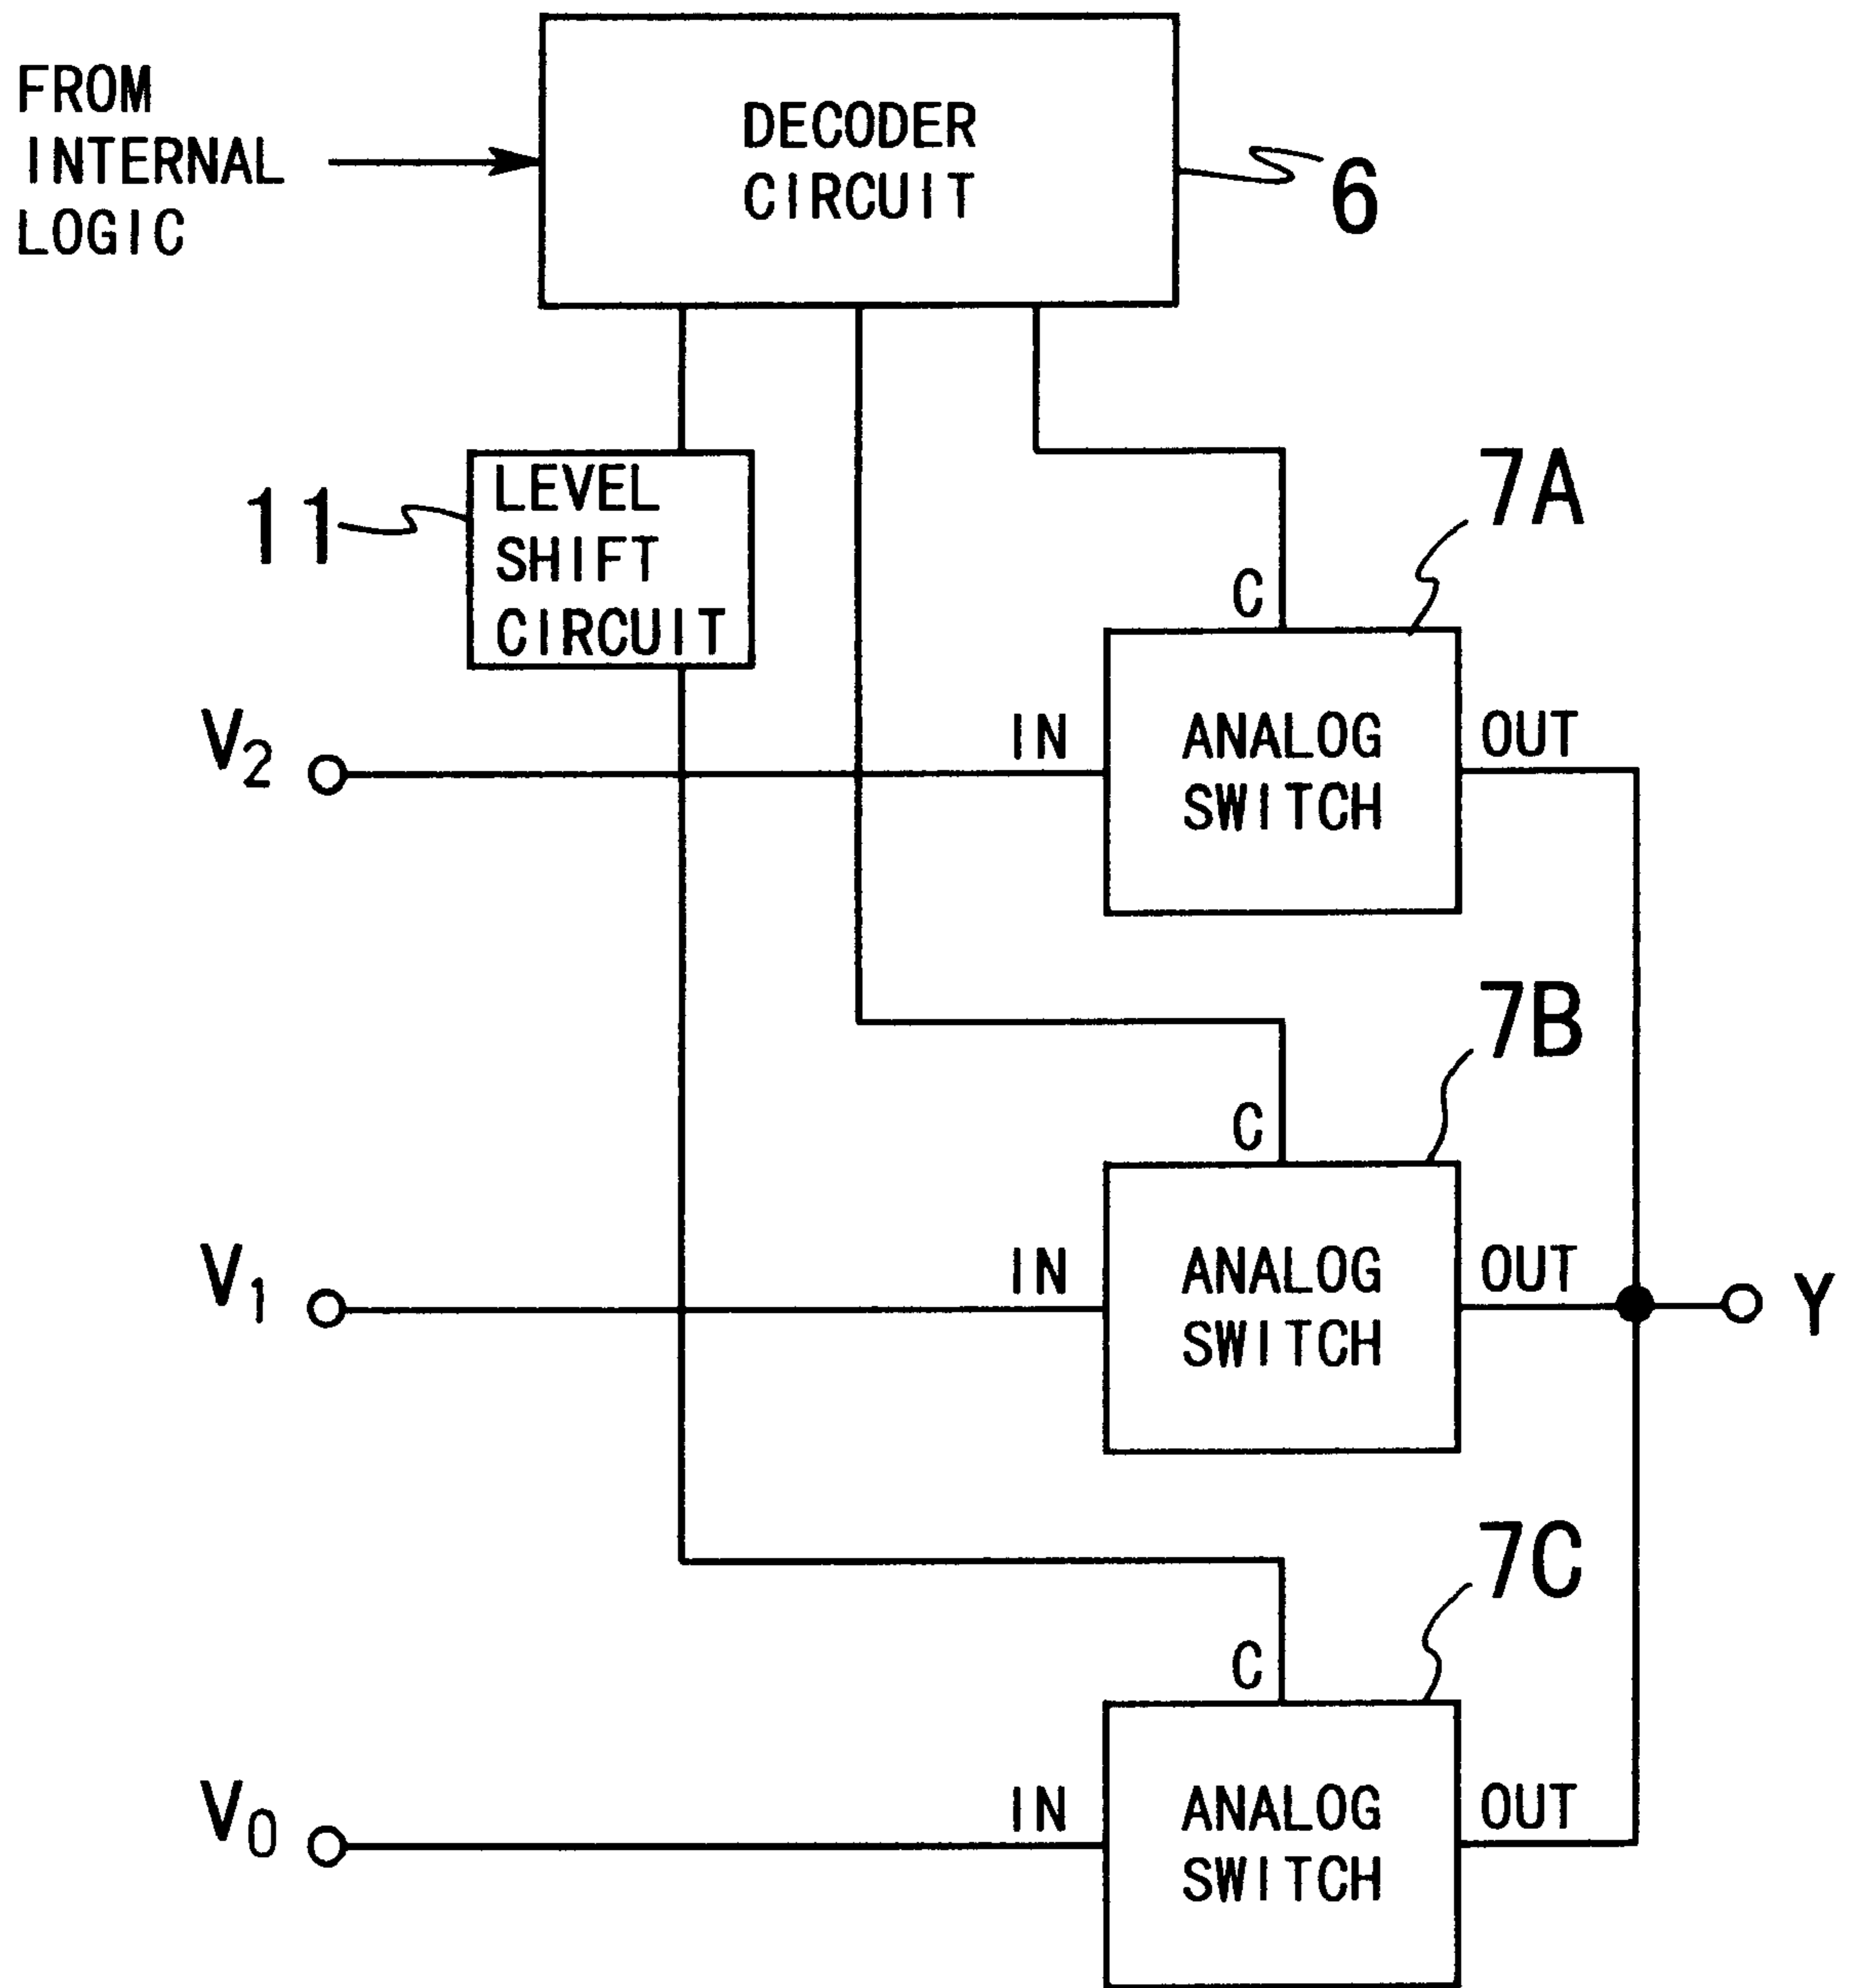 FROM
INTERNAL
LOGIC
DECODER
CIRCUIT
6
11
LEVEL
SHIFT
CIRCUIT
7A
C
V2
IN
ANALOG
SWITCH
OUT
7B
C
V1
IN
ANALOG
SWITCH
OUT
Y
7C
C
V0
IN
ANALOG
SWITCH
OUT